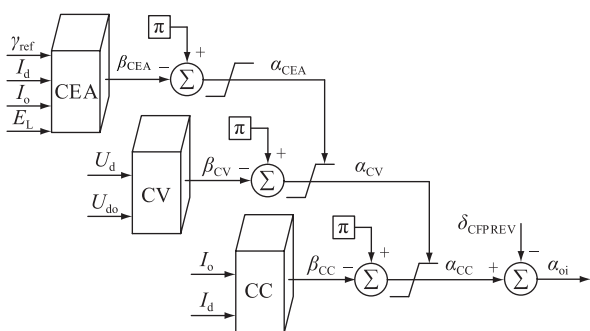 π
γref
Id
Io
EL
CEA
βCEA
−
+
Σ
αCEA
π
Ud
Udo
CV
βCV
−
+
Σ
αCV
π
Io
Id
CC
βCC
−
+
Σ
αCC
+
δCFPREV
−
Σ
αoi